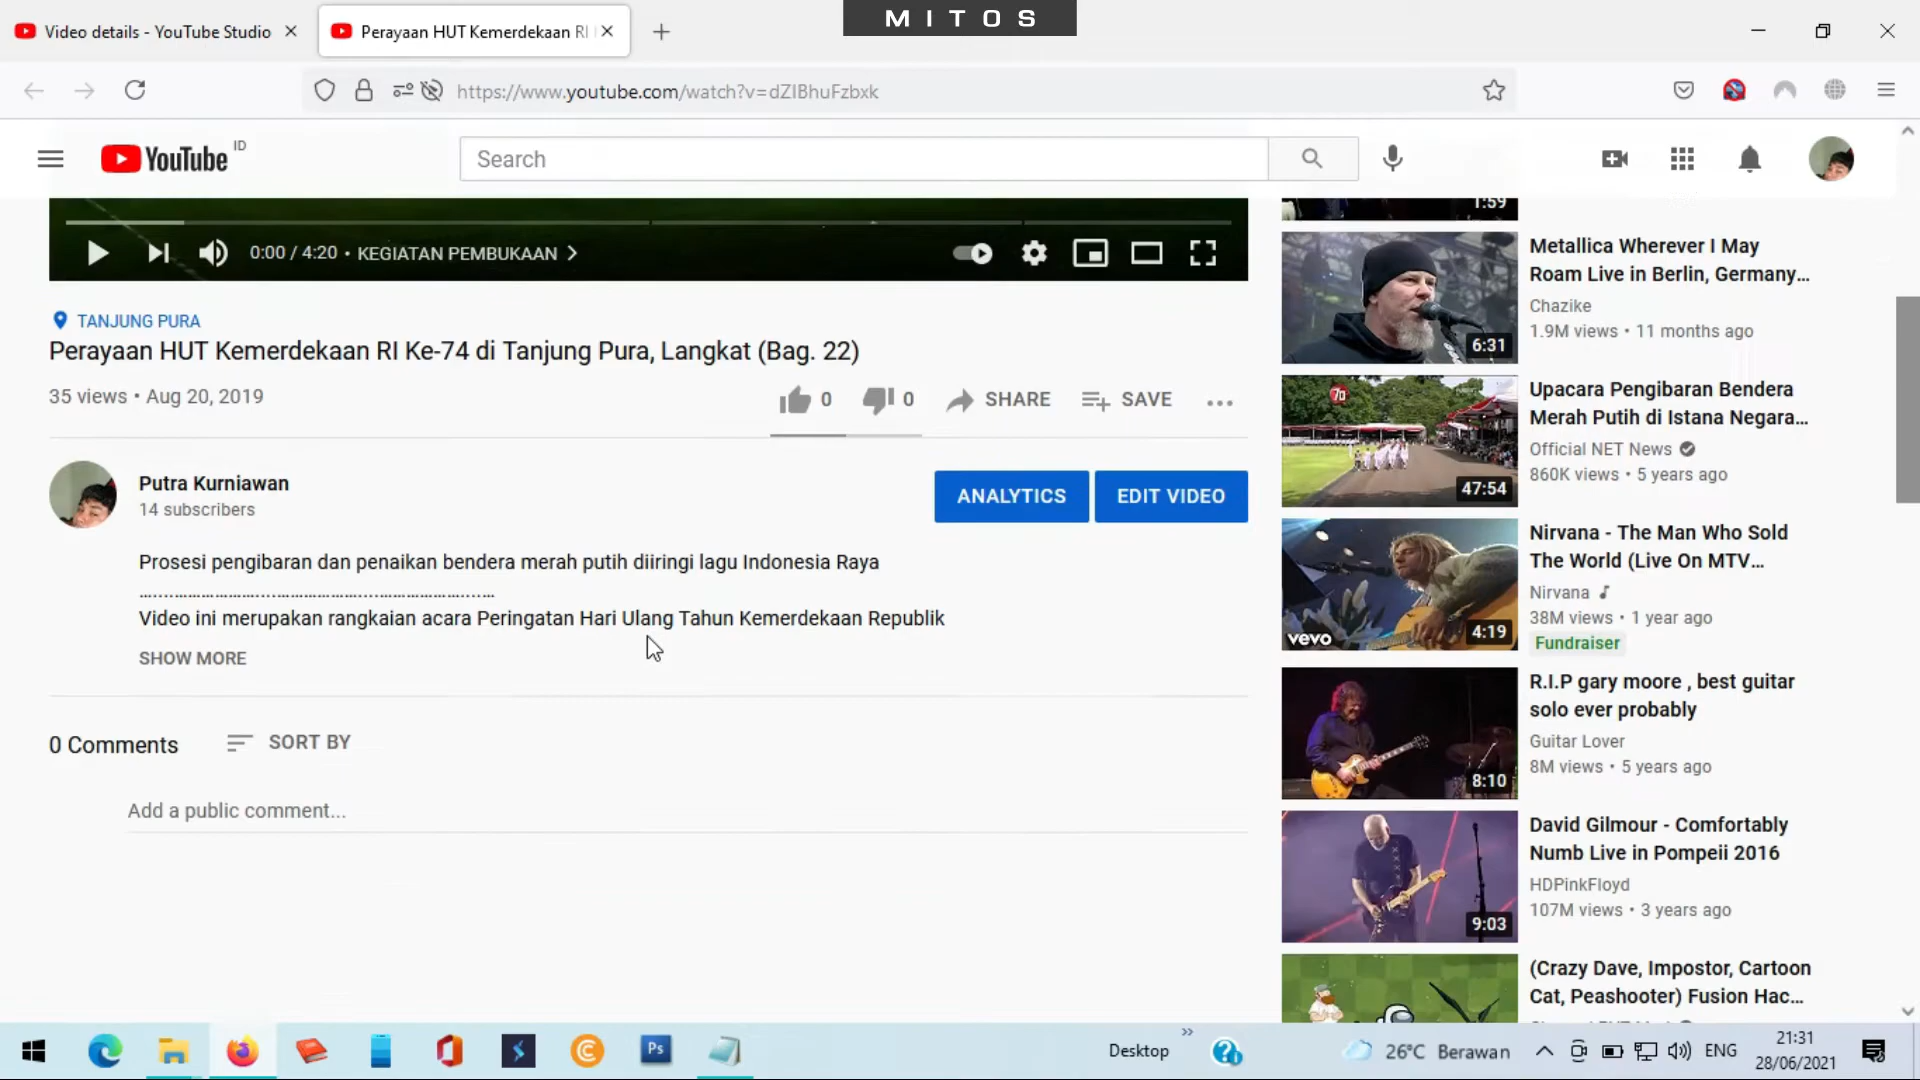 MITOS
Video details - YouTube Studio
Perayaan HUT Kemerdekaan RI
https://www.youtube.com/watch?v=dZIBhuFzbxk
YouTube ID
Search
0:00 / 4:20 • KEGIATAN PEMBUKAAN
TANJUNG PURA
Perayaan HUT Kemerdekaan RI Ke-74 di Tanjung Pura, Langkat (Bag. 22)
35 views • Aug 20, 2019
0
0
SHARE
SAVE
Putra Kurniawan
14 subscribers
ANALYTICS
EDIT VIDEO
Prosesi pengibaran dan penaikan bendera merah putih diiringi lagu Indonesia Raya
Video ini merupakan rangkaian acara Peringatan Hari Ulang Tahun Kemerdekaan Republik
SHOW MORE
0 Comments
SORT BY
Add a public comment...
1:59
6:31
Metallica Wherever I May
Roam Live in Berlin, Germany...
Chazike
1.9M views • 11 months ago
70
47:54
Upacara Pengibaran Bendera
Merah Putih di Istana Negara...
Official NET News
860K views • 5 years ago
vevo
4:19
Nirvana - The Man Who Sold
The World (Live On MTV...
Nirvana
38M views • 1 year ago
Fundraiser
8:10
R.I.P gary moore , best guitar
solo ever probably
Guitar Lover
8M views • 5 years ago
9:03
David Gilmour - Comfortably
Numb Live in Pompeii 2016
HDPinkFloyd
107M views • 3 years ago
(Crazy Dave, Impostor, Cartoon
Cat, Peashooter) Fusion Hac...
Ps
Desktop
26°C Berawan
ENG
21:31
28/06/2021